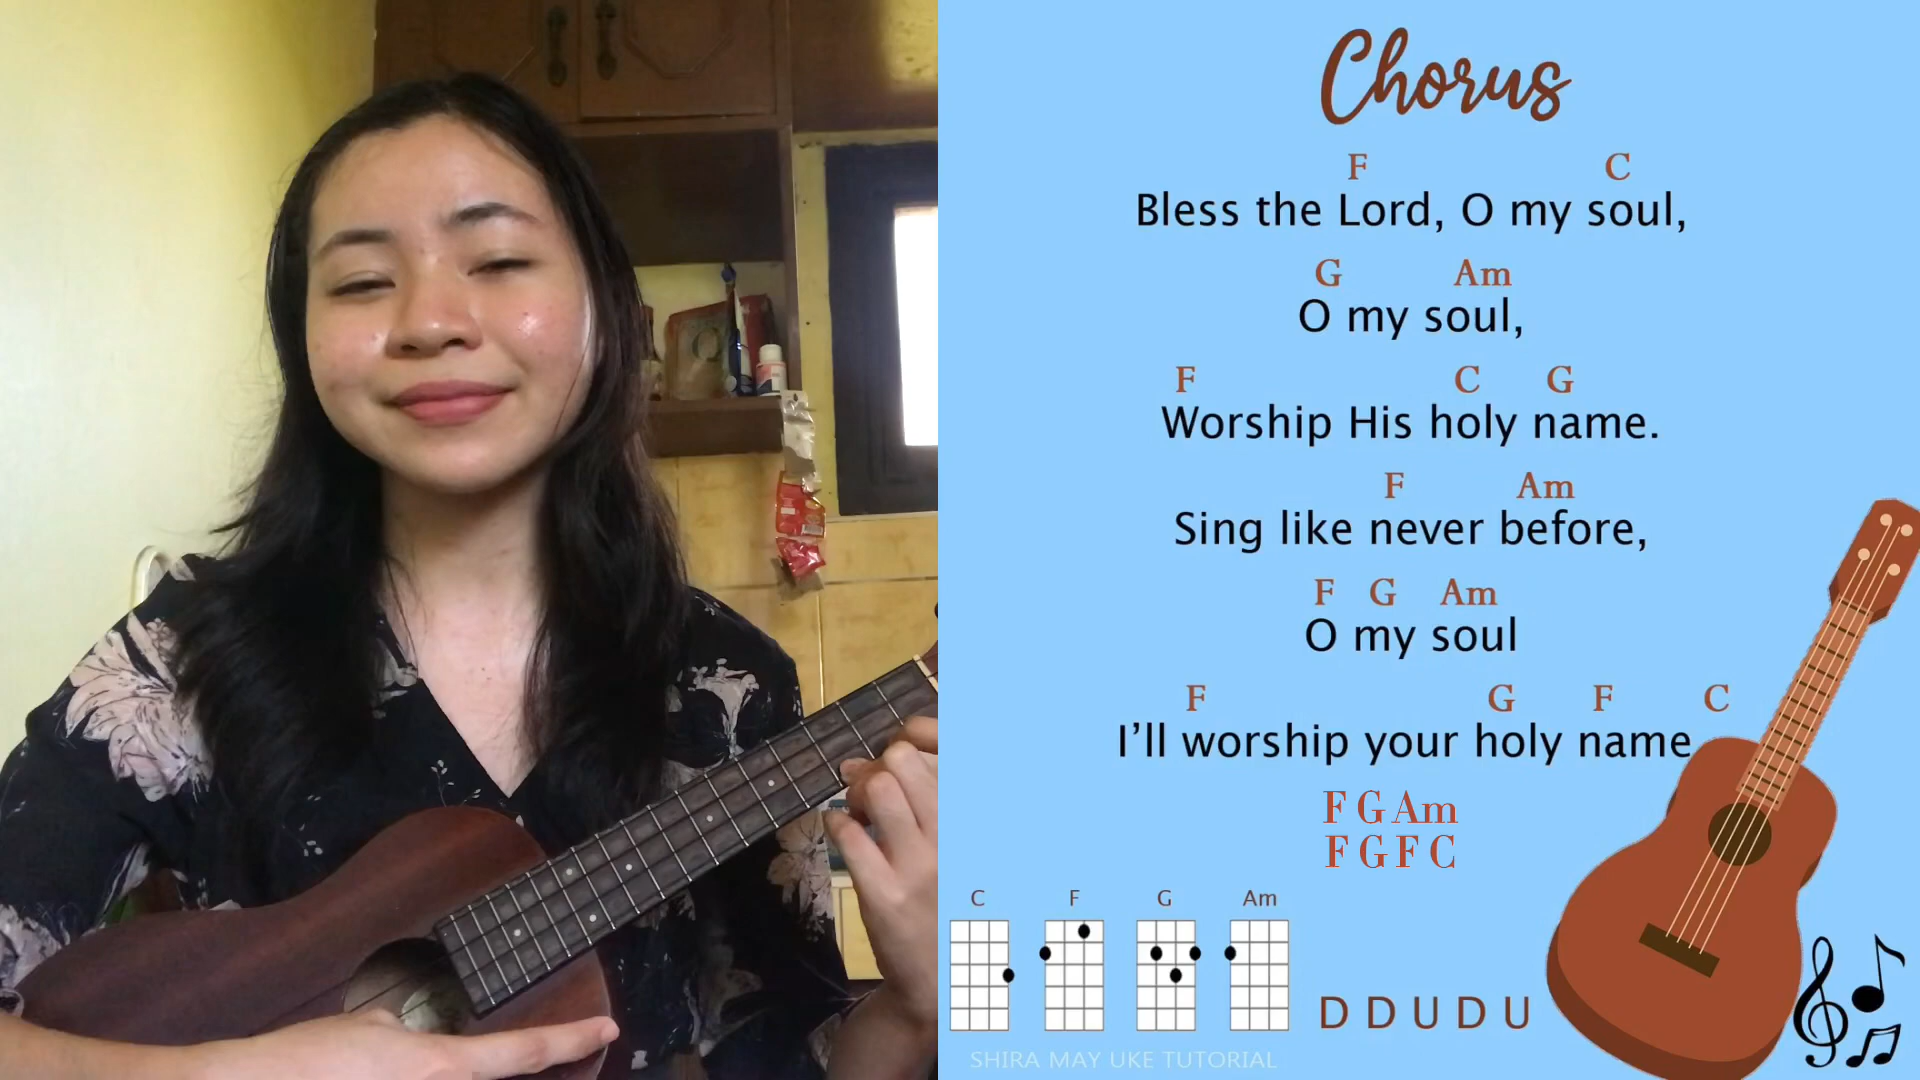 Chorus
F C
Bless the Lord, O my soul,
G Am
O my soul,
F C G
Worship His holy name.
F Am
Sing like never before,
F G Am
O my soul
F G F C
I'll worship your holy name
F G Am
F G F C
C F G Am
D D U D U
SHIRA MAY UKE TUTORIAL